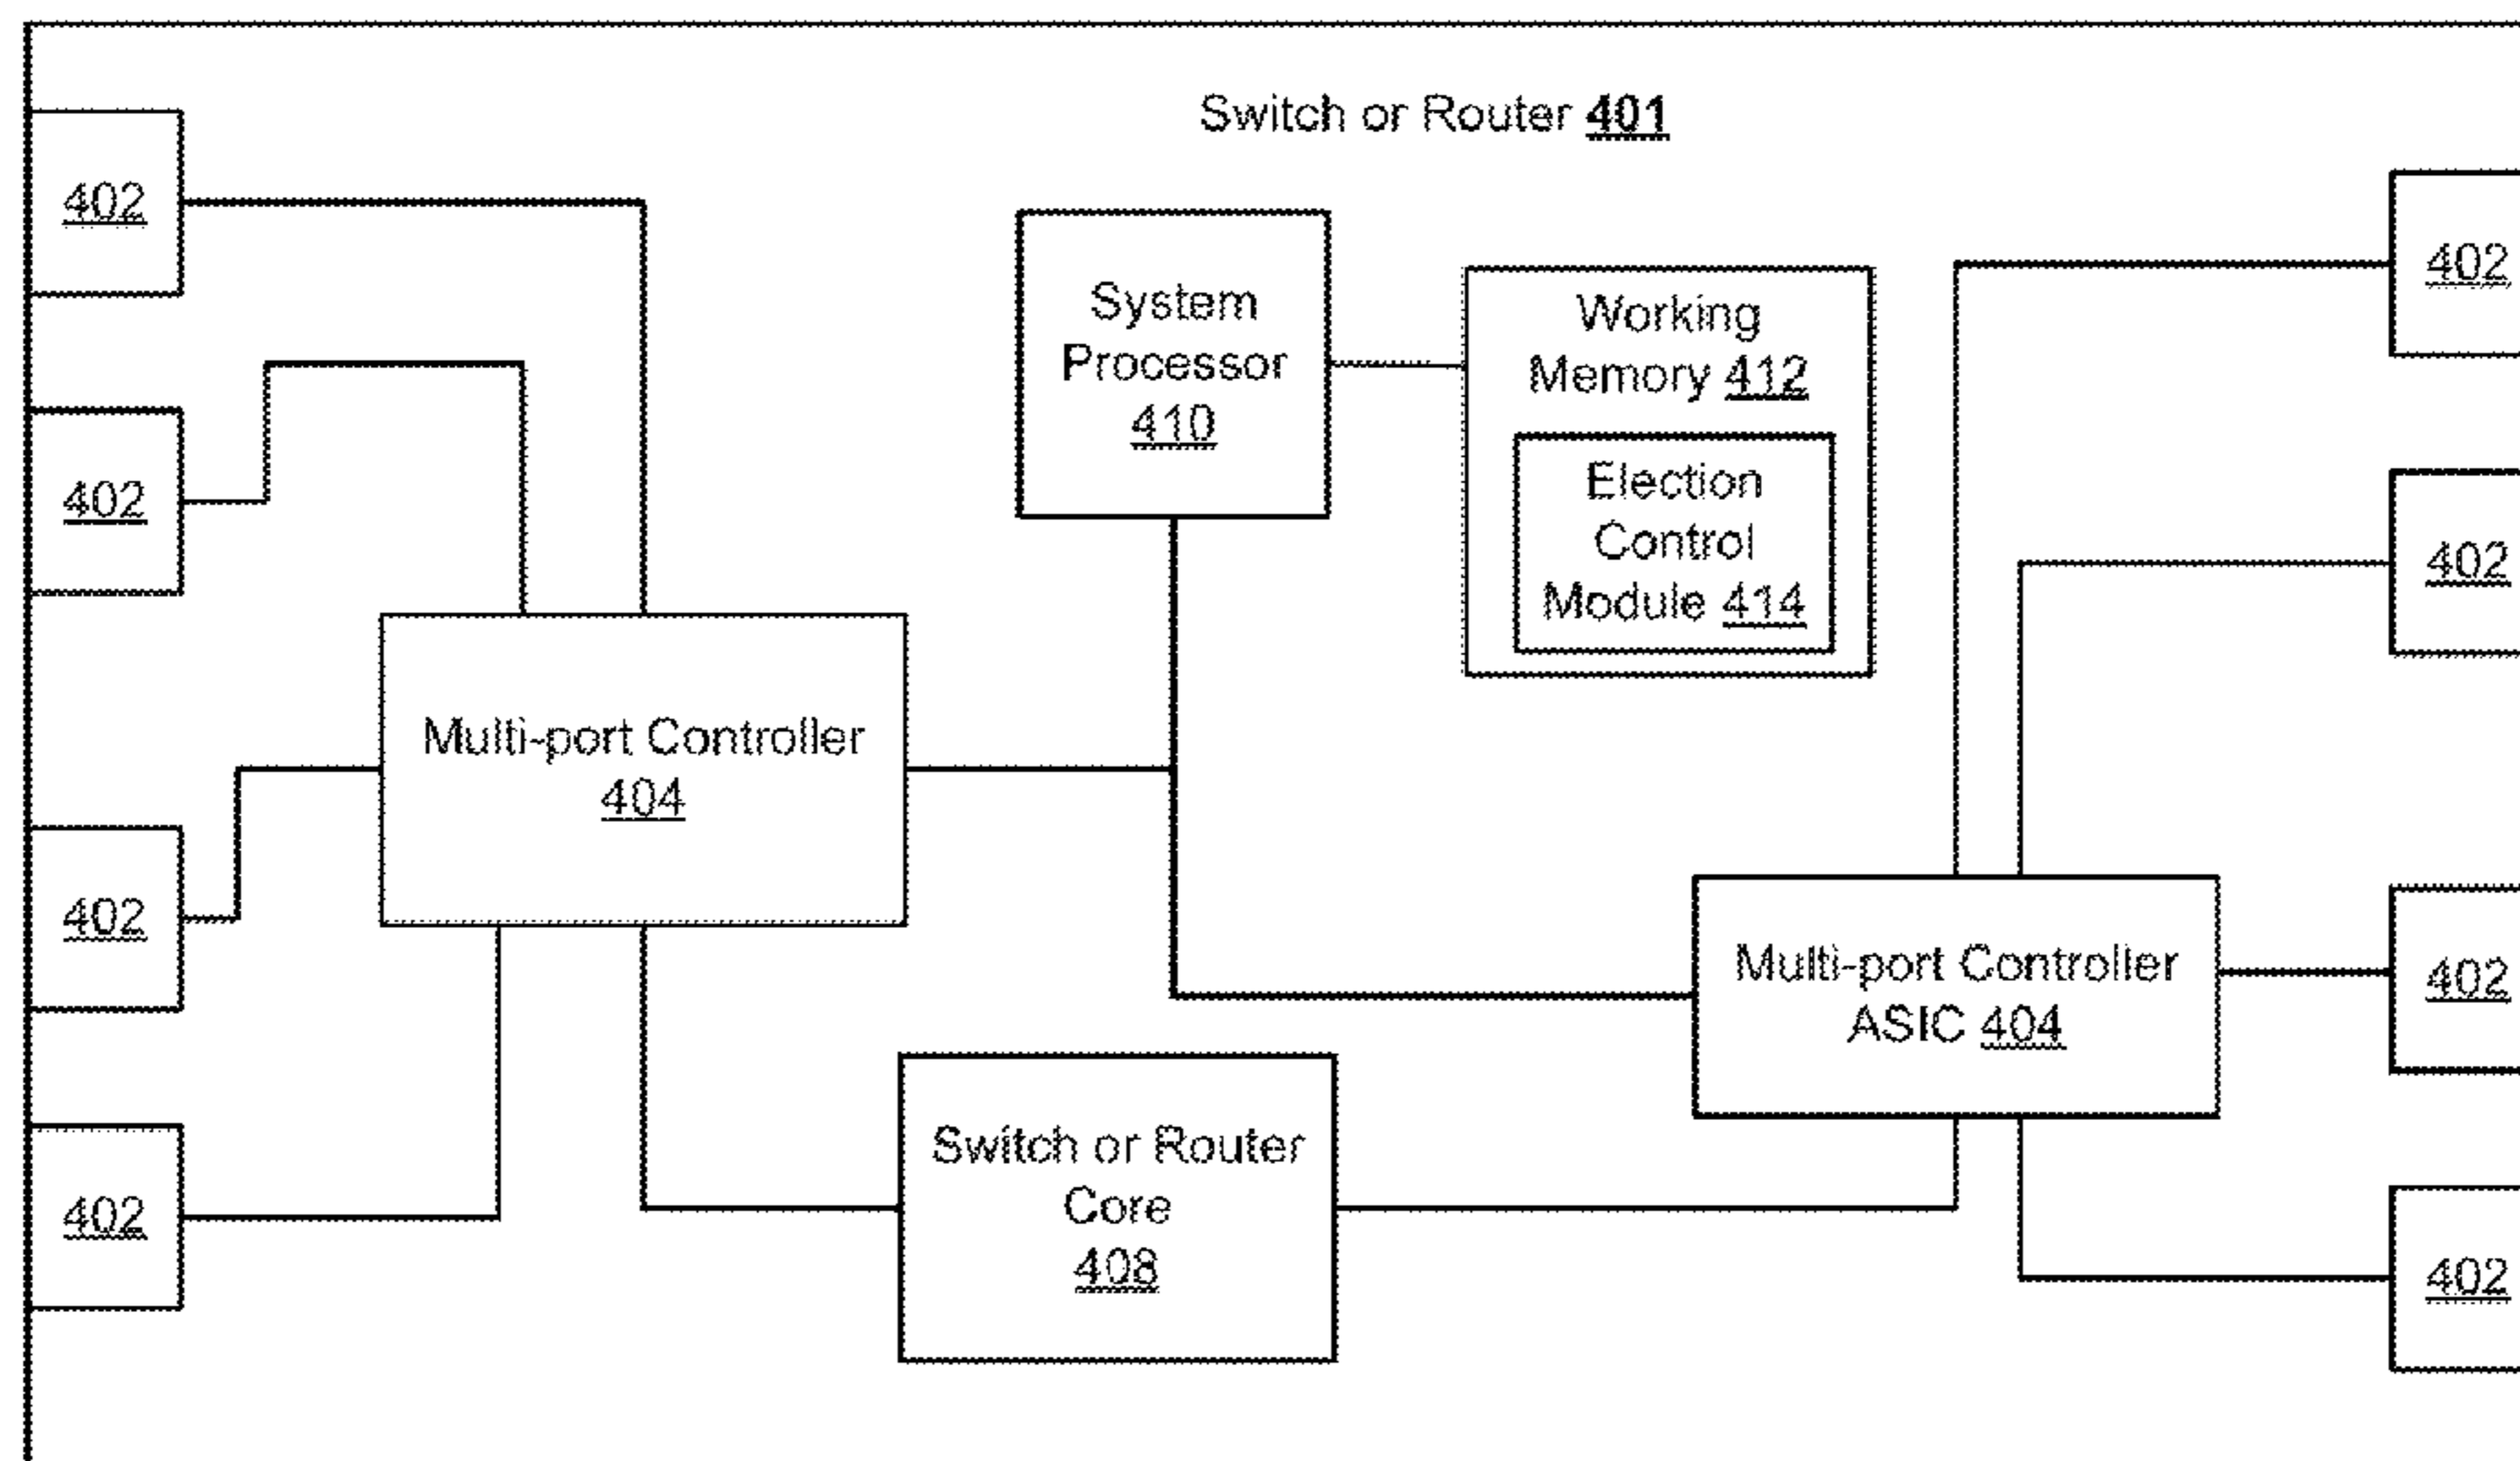 Switch or Router 401
402
402
402
402
System
Processor
410
Working
Memory 412
Election
Control
Module 414
Multi-port Controller
404
Switch or Router
Core
408
Multi-port Controller
ASIC 404
402
402
402
402